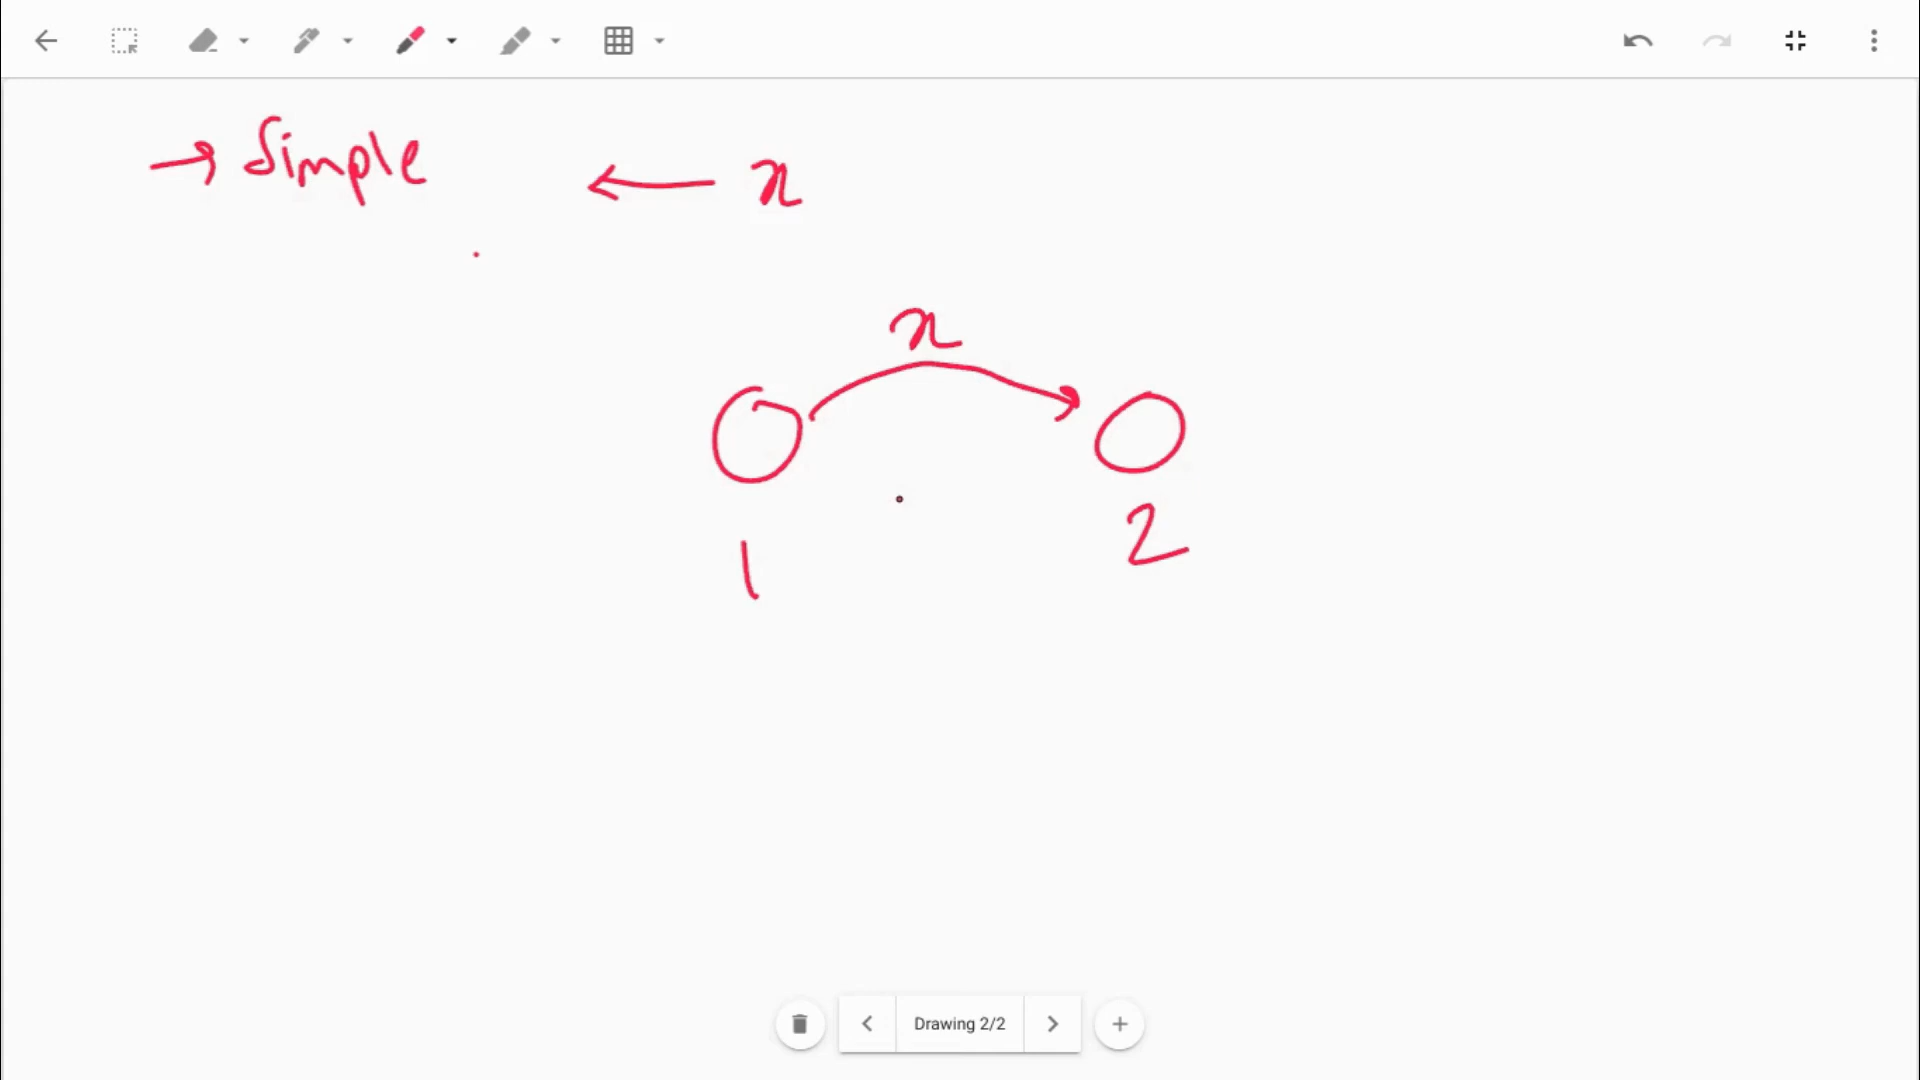 → Simple ← x
x
1 2
Drawing 2/2